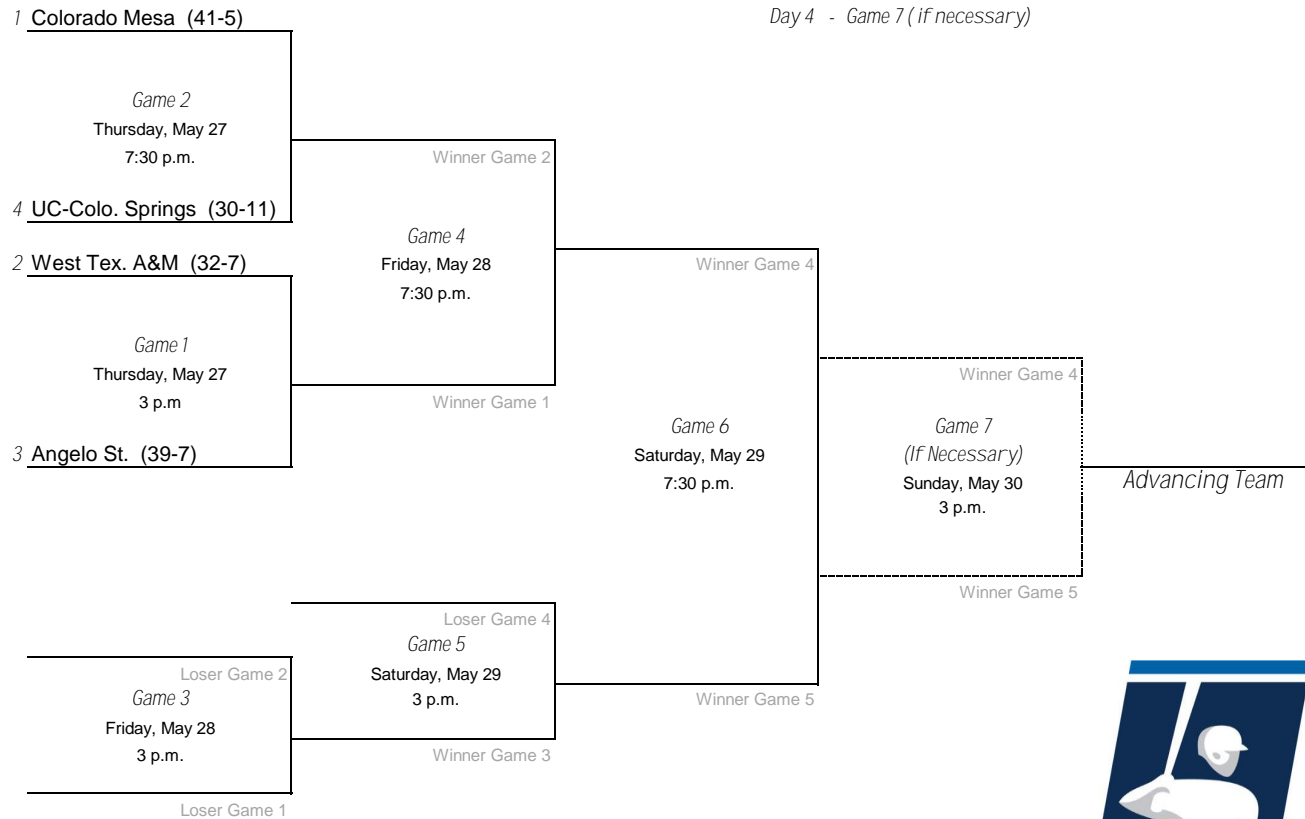 1 Colorado Mesa (41-5)
Day 4 - Game 7 ( if necessary)
Game 2
Thursday, May 27
7:30 p.m.
Winner Game 2
4 UC-Colo. Springs (30-11)
Game 4
Friday, May 28
7:30 p.m.
2 West Tex. A&M (32-7)
Winner Game 4
Game 1
Thursday, May 27
3 p.m
Winner Game 1
3 Angelo St. (39-7)
Game 6
Saturday, May 29
7:30 p.m.
Winner Game 4
Game 7
(If Necessary)
Sunday, May 30
3 p.m.
Advancing Team
Winner Game 5
Loser Game 4
Game 5
Saturday, May 29
3 p.m.
Winner Game 5
Loser Game 2
Game 3
Friday, May 28
3 p.m.
Winner Game 3
Loser Game 1